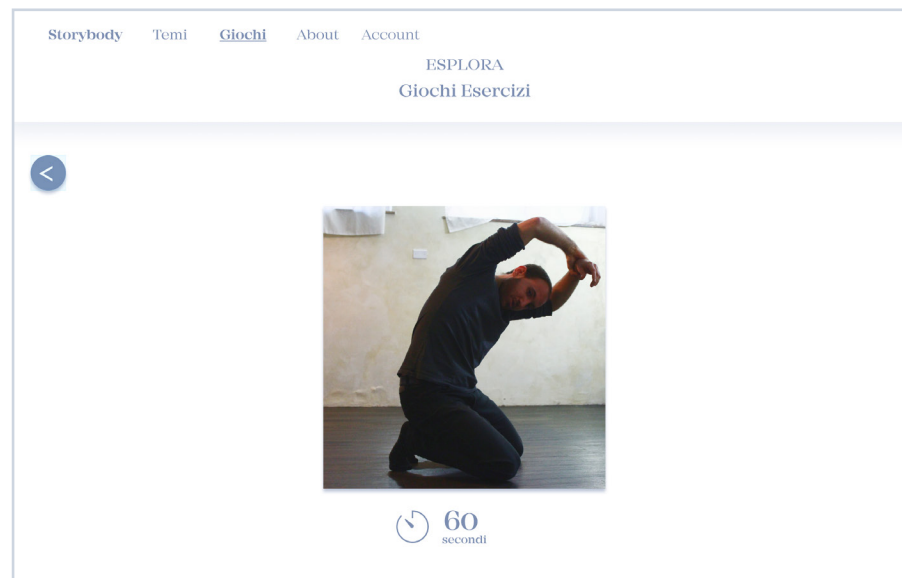 Storybody Temi Giochi About Account
ESPLORA
Giochi Esercizi
<
60
secondi